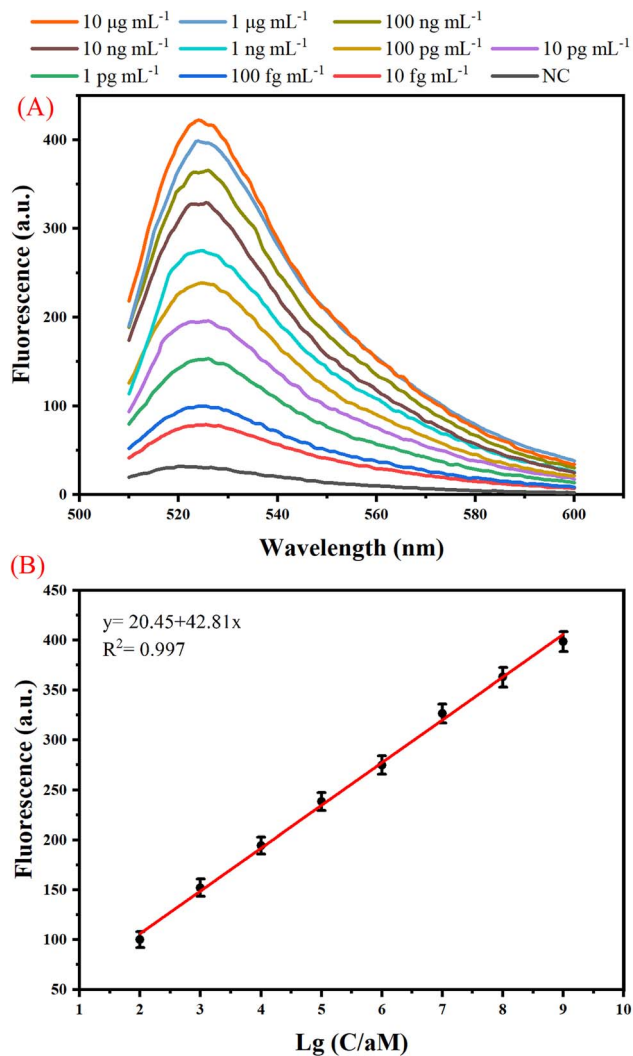 10 μg mL⁻¹ 1 μg mL⁻¹ 100 ng mL⁻¹
10 ng mL⁻¹ 1 ng mL⁻¹ 100 pg mL⁻¹ 10 pg mL⁻¹
1 pg mL⁻¹ 100 fg mL⁻¹ 10 fg mL⁻¹ NC
(A)
Fluorescence (a.u.)
400
300
200
100
0
500 520 540 560 580 600
Wavelength (nm)
(B)
y= 20.45+42.81x
R²= 0.997
Fluorescence (a.u.)
450
400
350
300
250
200
150
100
50
1 2 3 4 5 6 7 8 9 10
Lg (C/aM)